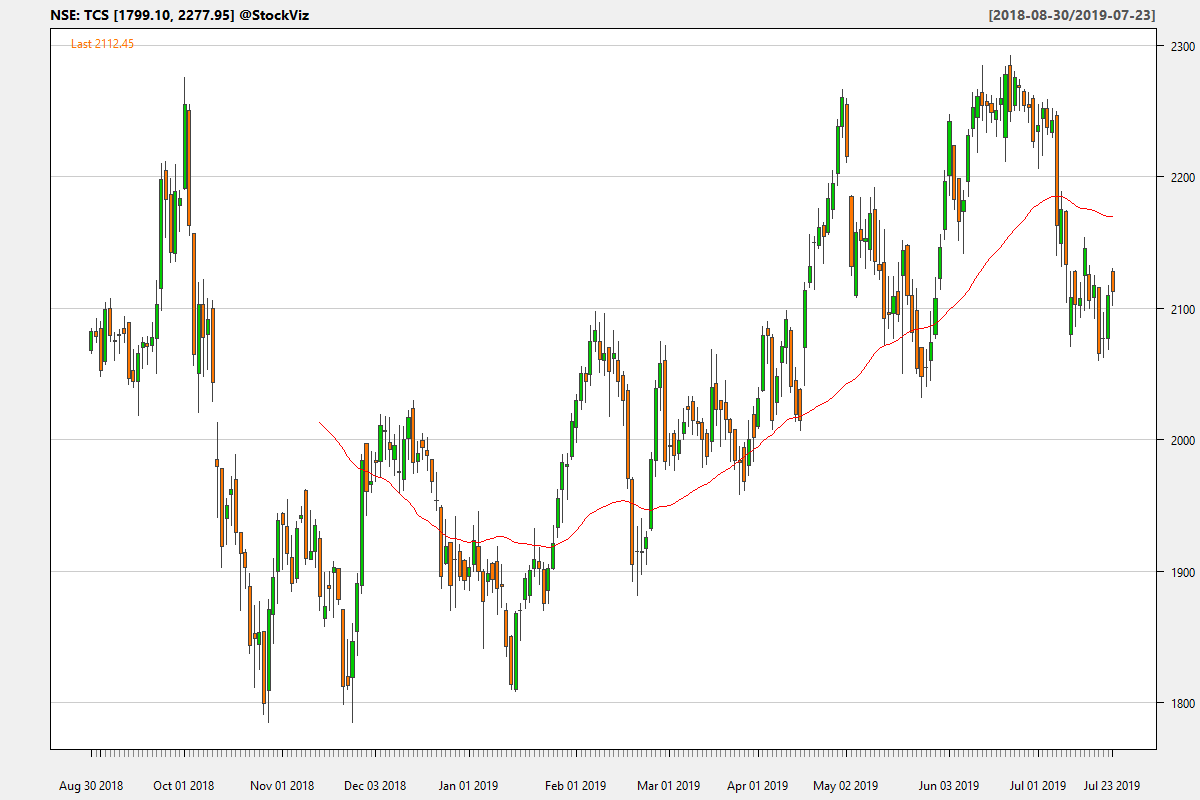 NSE: TCS [1799.10, 2277.95] @StockViz [2018-08-30/2019-07-23]
Last 2112.45
2300
2200
2100
2000
1900
1800
Aug 30 2018 Oct 01 2018 Nov 01 2018 Dec 03 2018 Jan 01 2019 Feb 01 2019 Mar 01 2019 Apr 01 2019 May 02 2019 Jun 03 2019 Jul 01 2019 Jul 23 2019